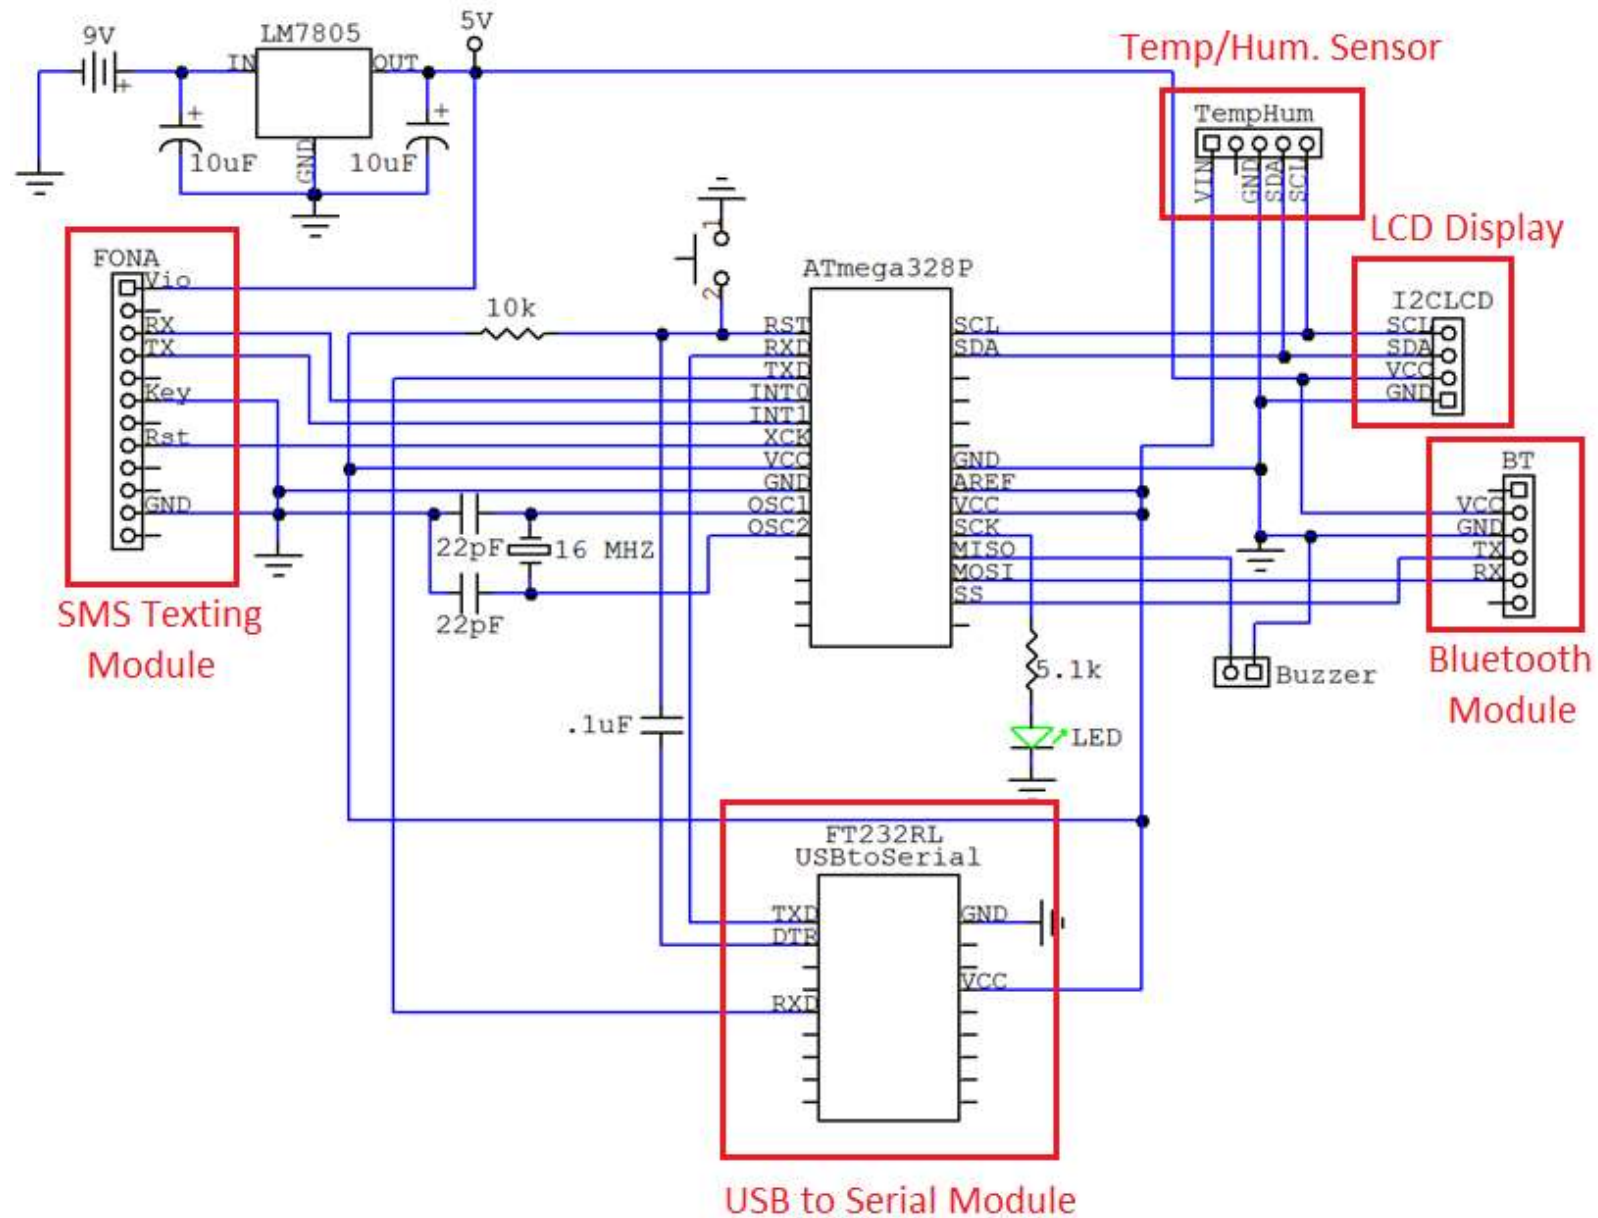 9V
LM7805
5V
IN
OUT
GND
10uF
10uF
Temp/Hum. Sensor
TempHum
VIN
GND
SDA
SCL
LCD Display
I2CLCD
SCL
SDA
VCC
GND
FONA
Vio
RX
TX
Key
Rst
GND
SMS Texting
Module
10k
1
2
ATmega328P
RST
RXD
TXD
INT0
INT1
XCK
VCC
GND
OSC1
OSC2
SCL
SDA
GND
AREF
VCC
SCK
MISO
MOSI
SS
22pF
16 MHZ
22pF
BT
VCC
GND
TX
RX
Bluetooth
Module
Buzzer
5.1k
LED
.1uF
FT232RL
USBtoSerial
TXD
DTR
RXD
GND
VCC
USB to Serial Module